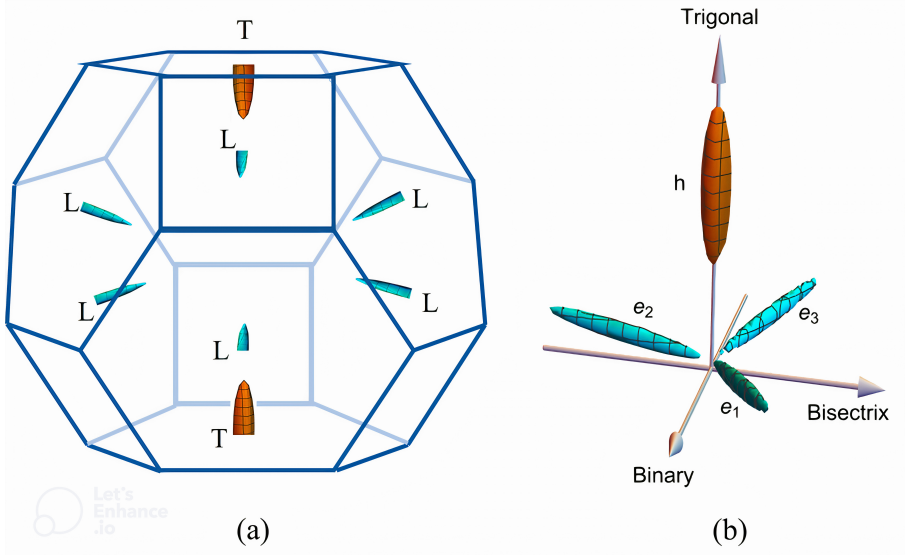 T
L
L
L
L
L
L
T
(a)
Trigonal
h
e2
e3
e1
Bisectrix
Binary
(b)
Let's
Enhance
.io